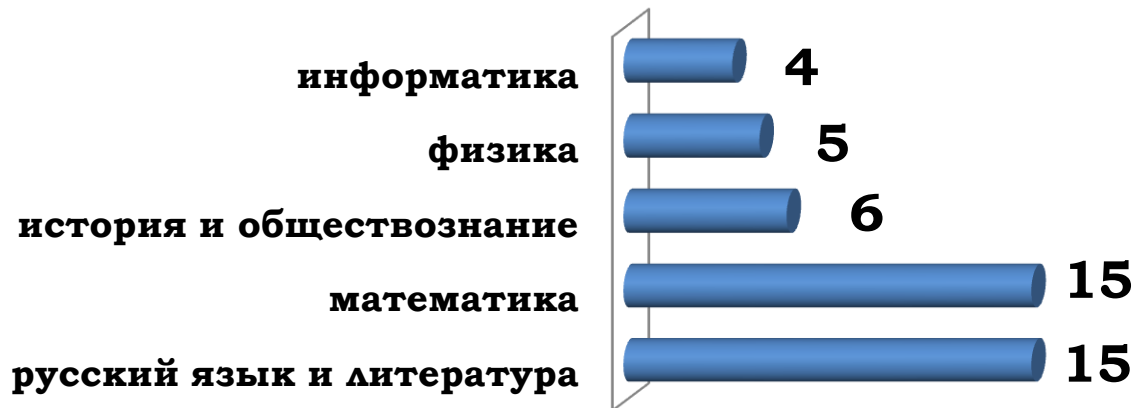 информатика 4
физика 5
история и обществознание 6
математика 15
русский язык и литература 15